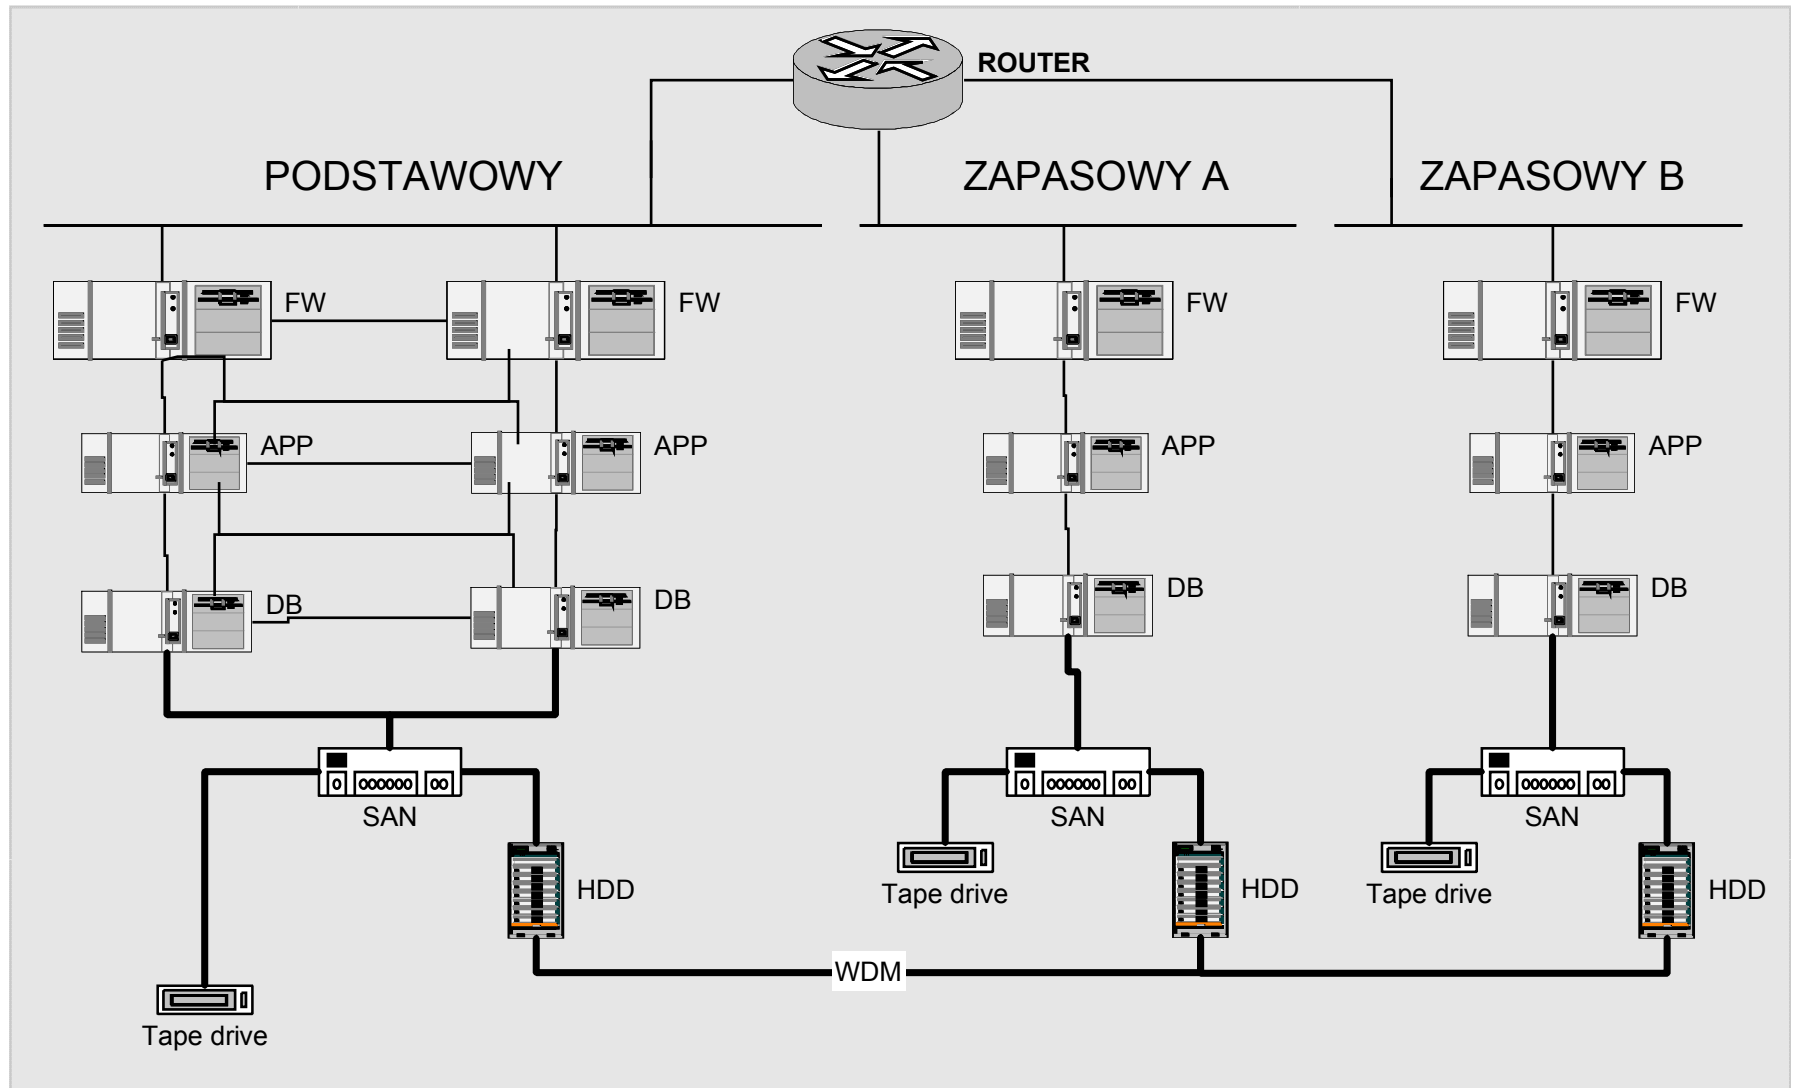 ROUTER
PODSTAWOWY
ZAPASOWY A
ZAPASOWY B
FW
FW
FW
FW
APP
APP
APP
APP
DB
DB
DB
DB
SAN
SAN
SAN
HDD
Tape drive
HDD
Tape drive
HDD
WDM
Tape drive